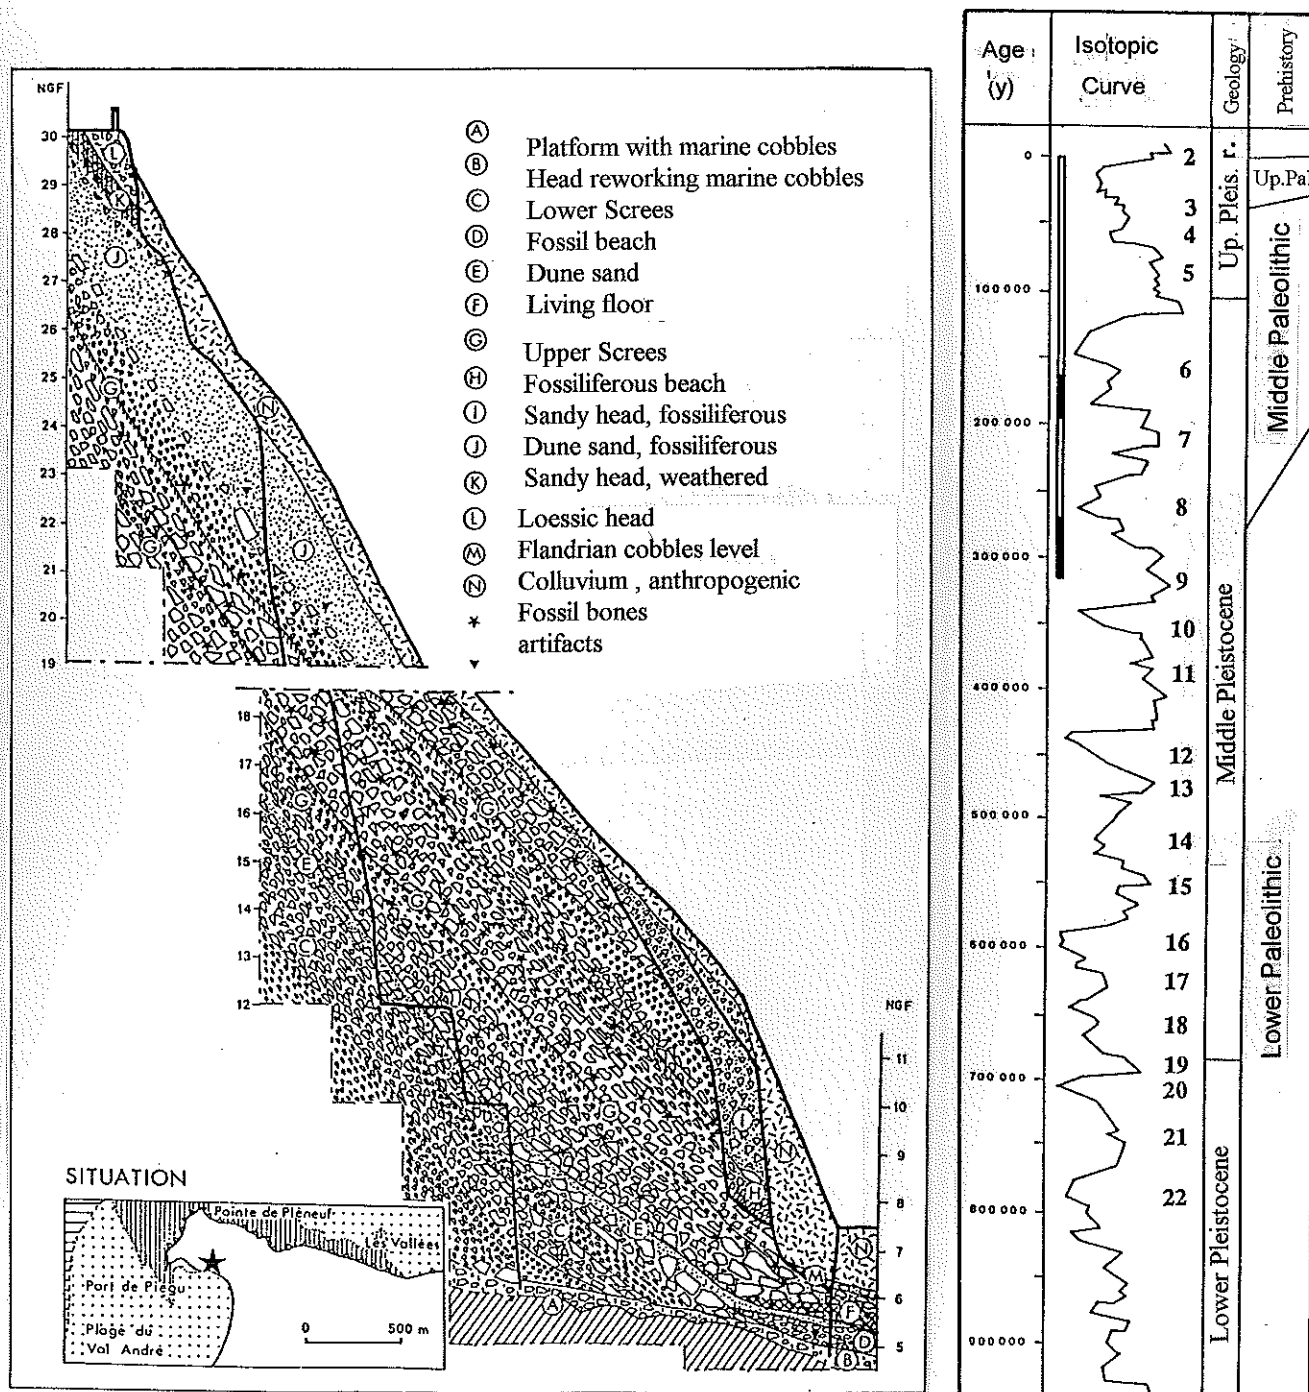 NGF
30
29
28
27
26
25
24
23
22
21
20
19
L
K
J
G
N
G
J
A Platform with marine cobbles
B Head reworking marine cobbles
C Lower Screes
D Fossil beach
E Dune sand
F Living floor
G Upper Screes
H Fossiliferous beach
I Sandy head, fossiliferous
J Dune sand, fossiliferous
K Sandy head, weathered
L Loessic head
M Flandrian cobbles level
N Colluvium , anthropogenic
Fossil bones
artifacts
18
17
16
15
14
13
12
G
E
C
G
G
G
I
H
N
C
E
M
N
A
F
D
B
NGF
11
10
9
8
7
6
5
SITUATION
Pointe de Pléneuf
Les Vallées
Port de Piégu
Plage du
Val André
0 500 m
Age (y)
Isotopic Curve
Geology
Prehistory
0
100 000
200 000
300 000
400 000
500 000
600 000
700 000
800 000
900 000
2
3
4
5
6
7
8
9
10
11
12
13
14
15
16
17
18
19
20
21
22
Up. Pleis. r.
Middle Pleistocene
Lower Pleistocene
Up.Pal
Middle Paleolithic
Lower Paleolithic